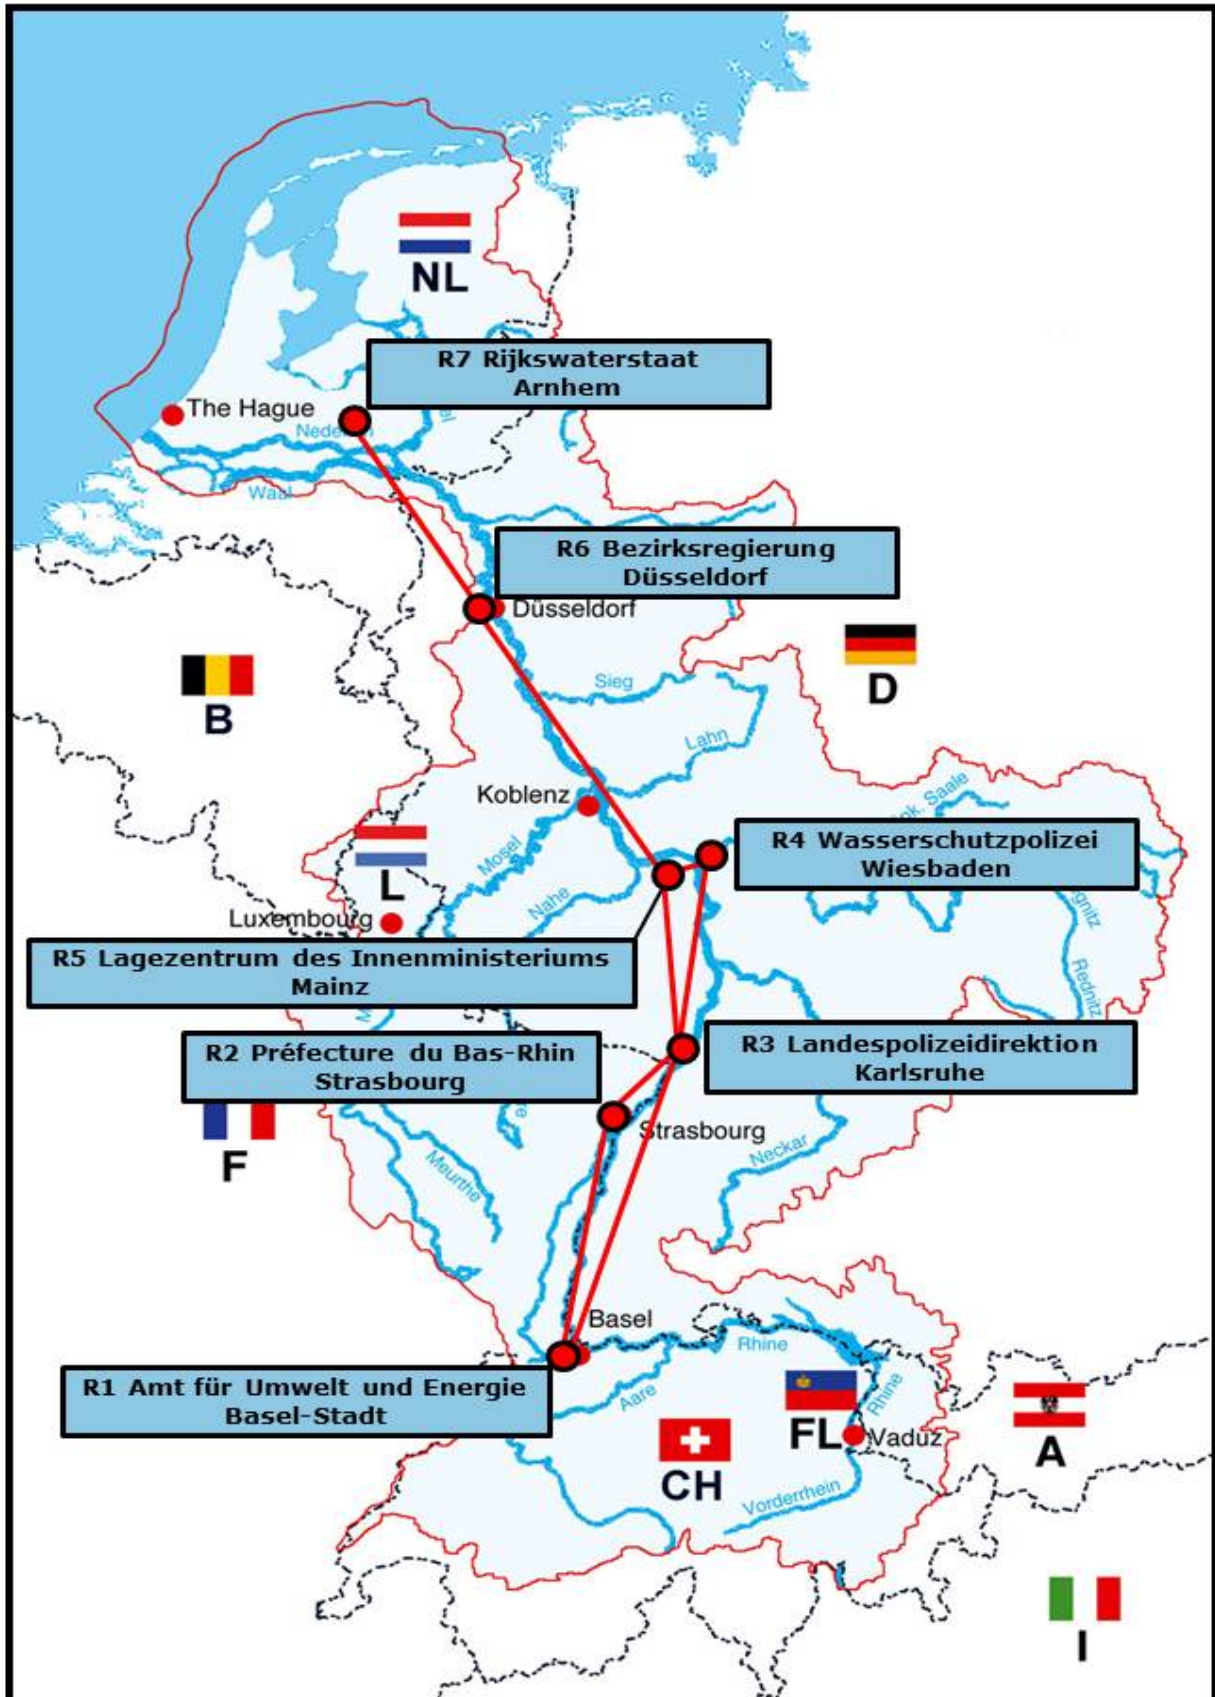 NL
R7 Rijkswaterstaat
Arnhem
The Hague
Waal
R6 Bezirksregierung
Düsseldorf
Düsseldorf
B
Sieg
D
Lahn
Koblenz
Saale
Mosel
R4 Wasserschutzpolizei
Wiesbaden
L
Nahe
Luxembourg
R5 Lagezentrum des Innenministeriums
Mainz
Rednitz
R2 Préfecture du Bas-Rhin
Strasbourg
R3 Landespolizeidirektion
Karlsruhe
Strasbourg
F
Meurthe
Neckar
Basel
Rhine
R1 Amt für Umwelt und Energie
Basel-Stadt
Aare
Rhine
FL
Vaduz
A
CH
Vorderrhein
I